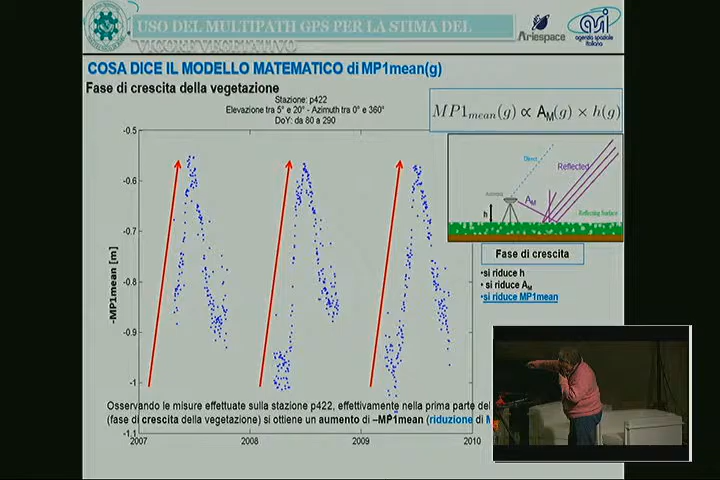 USO DEL MULTIPATH GPS PER LA STIMA DEL
VIGORE VEGETATIVO
Ariespace
asi
agenzia spaziale
italiana
COSA DICE IL MODELLO MATEMATICO di MP1mean(g)
Fase di crescita della vegetazione
Stazione: p422
Elevazione tra 5° e 20° - Azimuth tra 0° e 360°
DoY: da 80 a 290
MP1mean(g) ∝ AM(g) × h(g)
Direct
Reflected
Antenna
AM
h
Reflecting Surface
Fase di crescita
•si riduce h
• si riduce AM
•si riduce MP1mean
-MP1mean [m]
-0.5
-0.6
-0.7
-0.8
-0.9
-1
-1.1
2007
2008
2009
2010
Osservando le misure effettuate sulla stazione p422, effettivamente nella prima parte del
(fase di crescita della vegetazione) si ottiene un aumento di –MP1mean (riduzione di